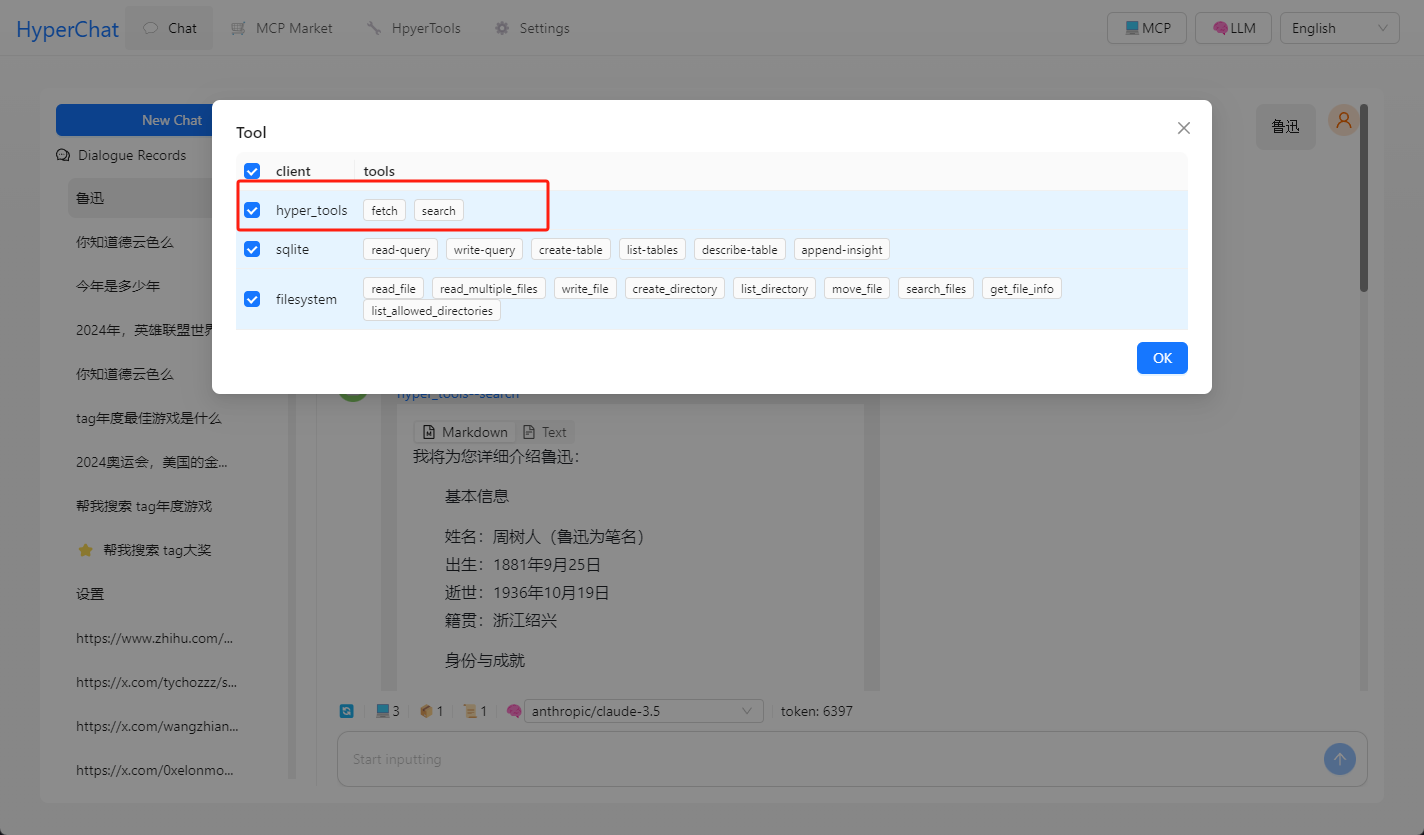 HyperChat
Chat
MCP Market
HpyerTools
Settings
MCP
LLM
English
New Chat
Dialogue Records
鲁迅
你知道德云色么
今年是多少年
2024年，英雄联盟世界
你知道德云色么
tag年度最佳游戏是什么
2024奥运会，美国的金...
帮我搜索 tag年度游戏
帮我搜索 tag大奖
设置
https://www.zhihu.com/...
https://x.com/tychozzz/s...
https://x.com/wangzhian...
https://x.com/0xelonmo...
鲁迅
Tool
client tools
hyper_tools fetch search
sqlite read-query write-query create-table list-tables describe-table append-insight
filesystem read_file read_multiple_files write_file create_directory list_directory move_file search_files get_file_info
list_allowed_directories
OK
hyper_tools--search
Markdown Text
我将为您详细介绍鲁迅：
基本信息
姓名：周树人（鲁迅为笔名）
出生：1881年9月25日
逝世：1936年10月19日
籍贯：浙江绍兴
身份与成就
3 1 1 anthropic/claude-3.5 token: 6397
Start inputting